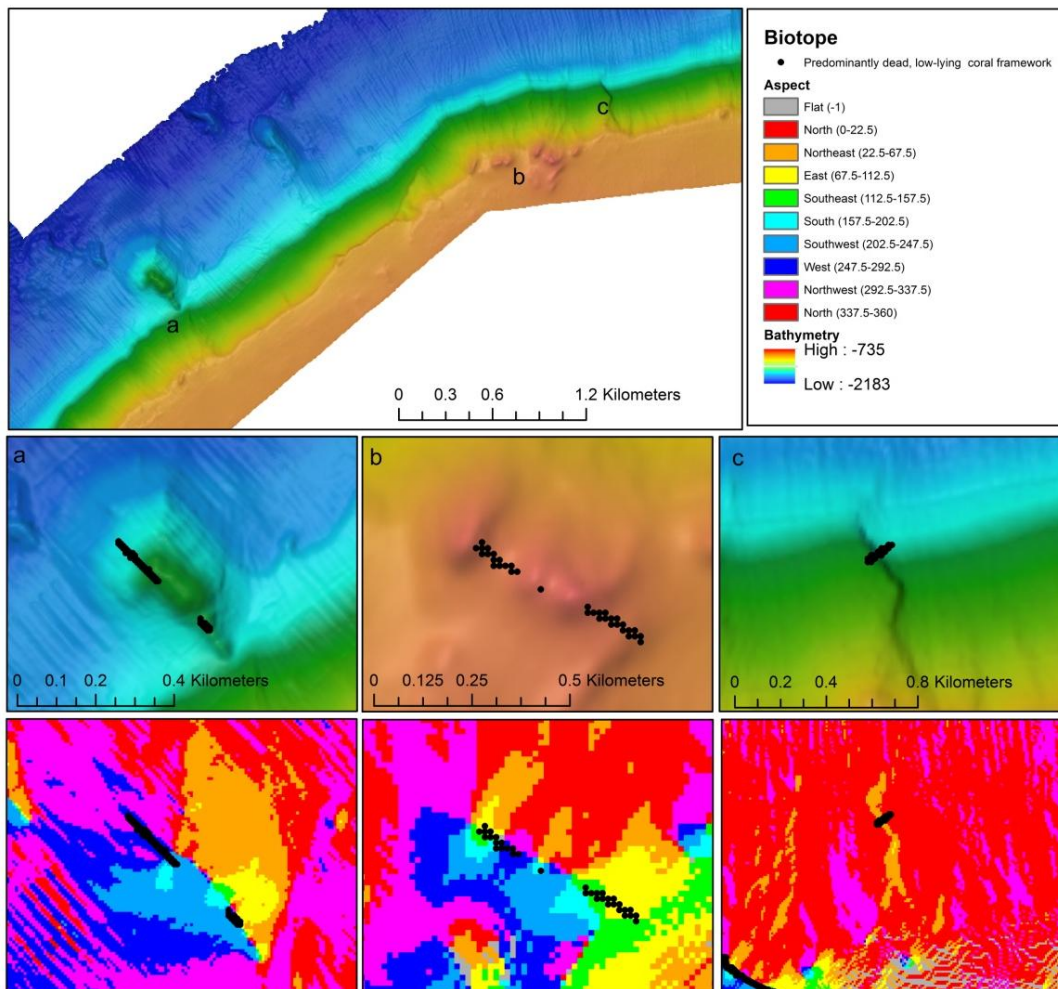 Biotope
Predominantly dead, low-lying coral framework
Aspect
Flat (-1)
North (0-22.5)
Northeast (22.5-67.5)
East (67.5-112.5)
Southeast (112.5-157.5)
South (157.5-202.5)
Southwest (202.5-247.5)
West (247.5-292.5)
Northwest (292.5-337.5)
North (337.5-360)
Bathymetry
High : -735
Low : -2183
c
b
a
0 0.3 0.6 1.2 Kilometers
a
0 0.1 0.2 0.4 Kilometers
b
0 0.125 0.25 0.5 Kilometers
c
0 0.2 0.4 0.8 Kilometers